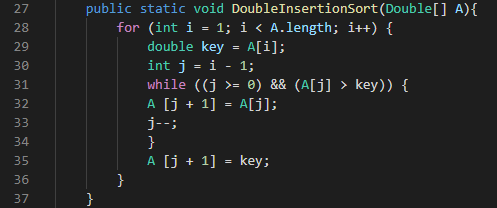 27 public static void DoubleInsertionSort(Double[] A){
28 for (int i = 1; i < A.length; i++) {
29 double key = A[i];
30 int j = i - 1;
31 while ((j >= 0) && (A[j] > key)) {
32 A [j + 1] = A[j];
33 j--;
34 }
35 A [j + 1] = key;
36 }
37 }